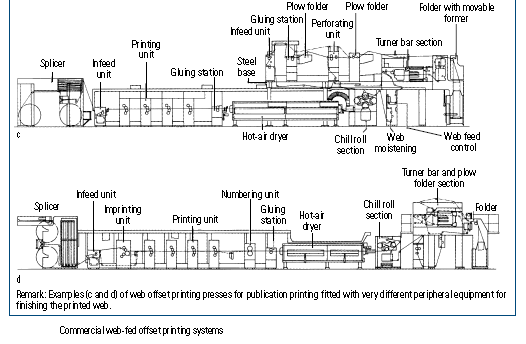 Plow folder
Plow folder
Folder with movable
former
Gluing station
Infeed unit
Perforating
unit
Turner bar section
Printing
unit
Splicer
Infeed
unit
Gluing station
Steel
base
c
Hot-air dryer
Chill roll
section
Web
moistening
Web feed
control
Turner bar and plow
folder section
Splicer
Infeed unit
Imprinting
unit
Printing unit
Numbering unit
Gluing
station
Hot-air
dryer
Chill roll
section
Folder
d
Remark: Examples (c and d) of web offset printing presses for publication printing fitted with very different peripheral equipment for
finishing the printed web.
Commercial web-fed offset printing systems